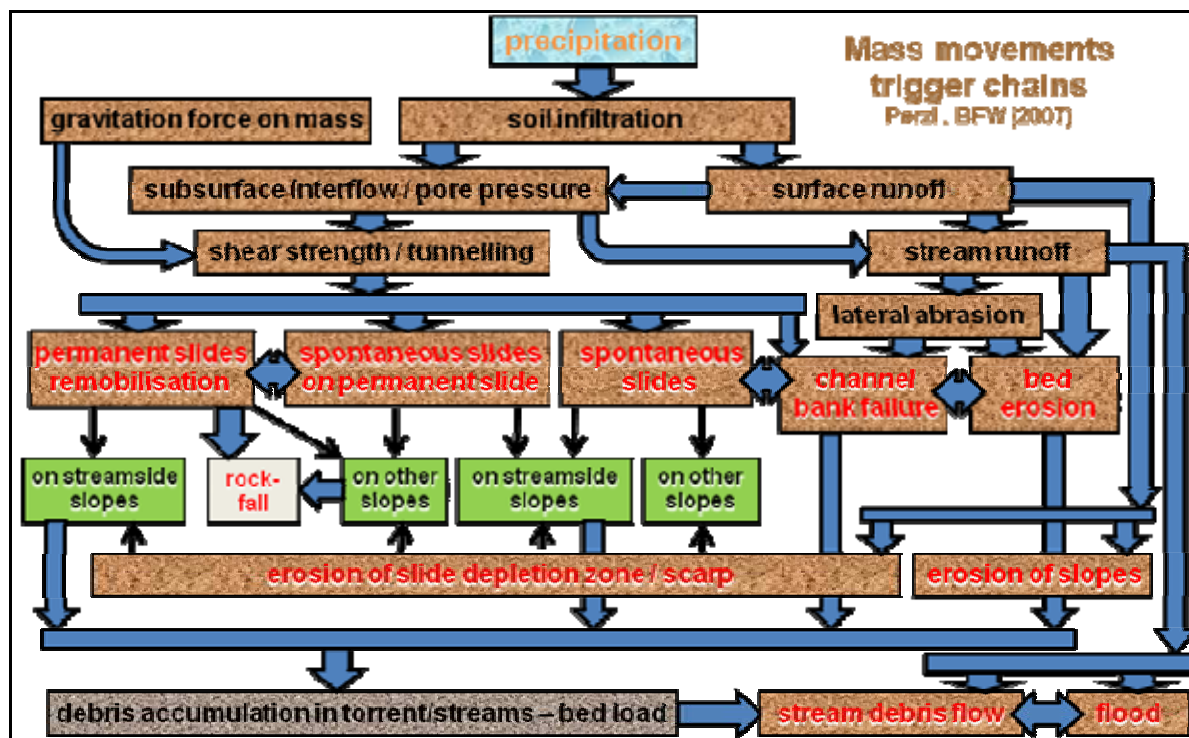 precipitation
Mass movements
trigger chains
Perzl . BFW [2007]
gravitation force on mass
soil infiltration
subsurface interflow / pore pressure
surface runoff
shear strength / tunnelling
stream runoff
lateral abrasion
permanent slides
remobilisation
spontaneous slides
on permanent slide
spontaneous
slides
channel
bank failure
bed
erosion
on streamside
slopes
rock-
fall
on other
slopes
on streamside
slopes
on other
slopes
erosion of slide depletion zone / scarp
erosion of slopes
debris accumulation in torrent/streams – bed load
stream debris flow
flood